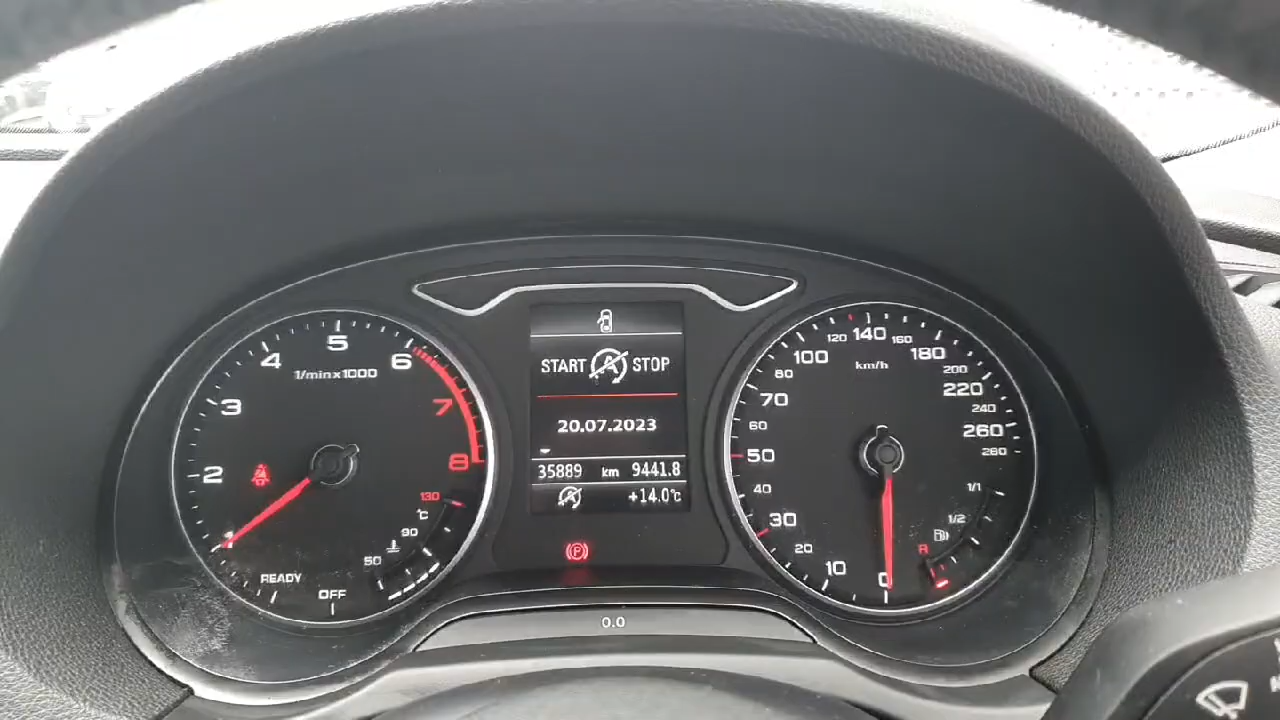 1 2 3 4 5 6 7 8
1/minx1000
130
°C
90
50
READY
OFF
START A STOP
20.07.2023
35889 km 9441.8
+14.0°C
(P)
0.0
0 10 20 30 40 50 60 70 80 100 120 140 160 180 200 220 240 260 280
km/h
1/1
1/2
R